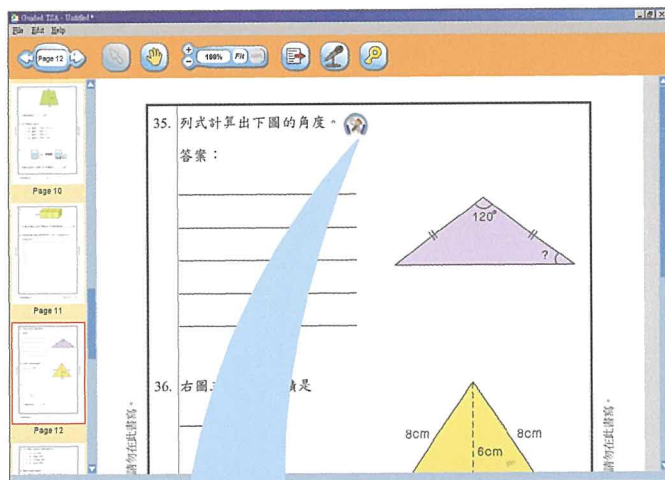 Guided TSA - Untitled *
File Edit Help
Page 12
100% Fit
Page 10
Page 11
Page 12
35. 列式計算出下圖的角度。
答案：
120°
?
36. 右圖
積是
8cm
8cm
6cm
請勿在此書寫。
請勿在此書寫。